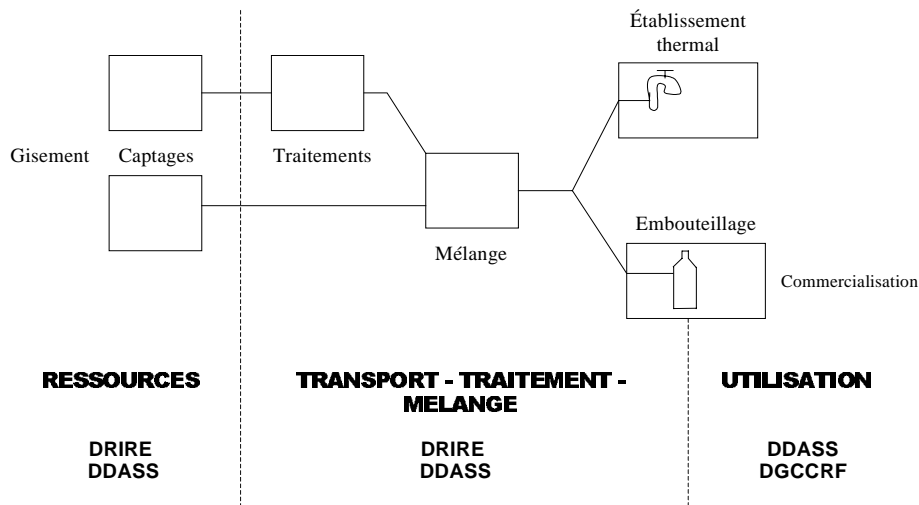 Établissement
thermal
Gisement
Captages
Traitements
Mélange
Embouteillage
Commercialisation
RESSOURCES
TRANSPORT - TRAITEMENT -
MELANGE
UTILISATION
DRIRE
DDASS
DRIRE
DDASS
DDASS
DGCCRF